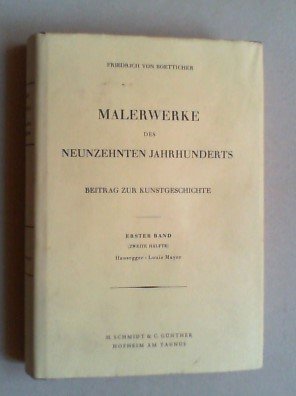 FRIEDRICH VON BOETTICHER
MALERWERKE
DES
NEUNZEHNTEN JAHRHUNDERTS
BEITRAG ZUR KUNSTGESCHICHTE
ERSTER BAND
(ZWEITE HÄLFTE)
Hausegger - Louis Mayer
H. SCHMIDT & C. GÜNTHER
HOFHEIM AM TAUNUS